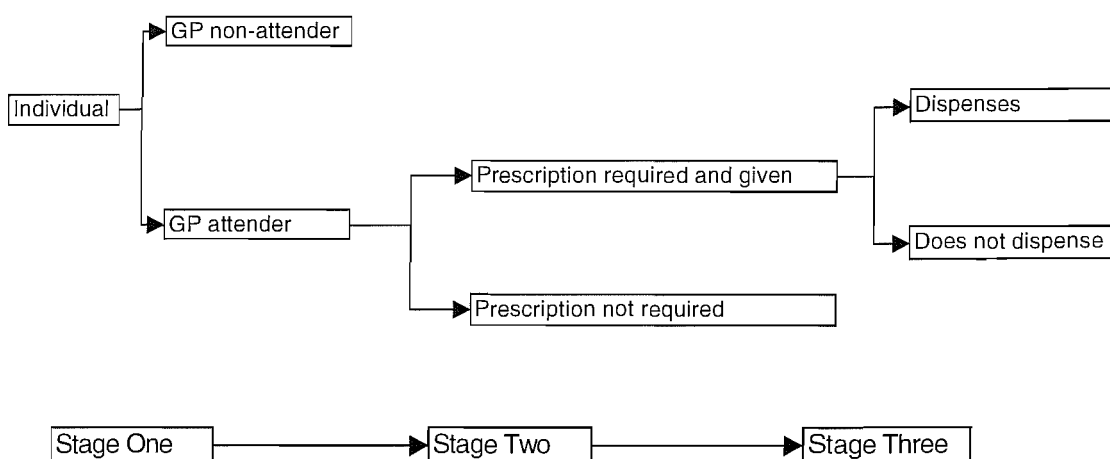 GP non-attender
Individual
Dispenses
Prescription required and given
GP attender
Does not dispense
Prescription not required
Stage One
Stage Two
Stage Three